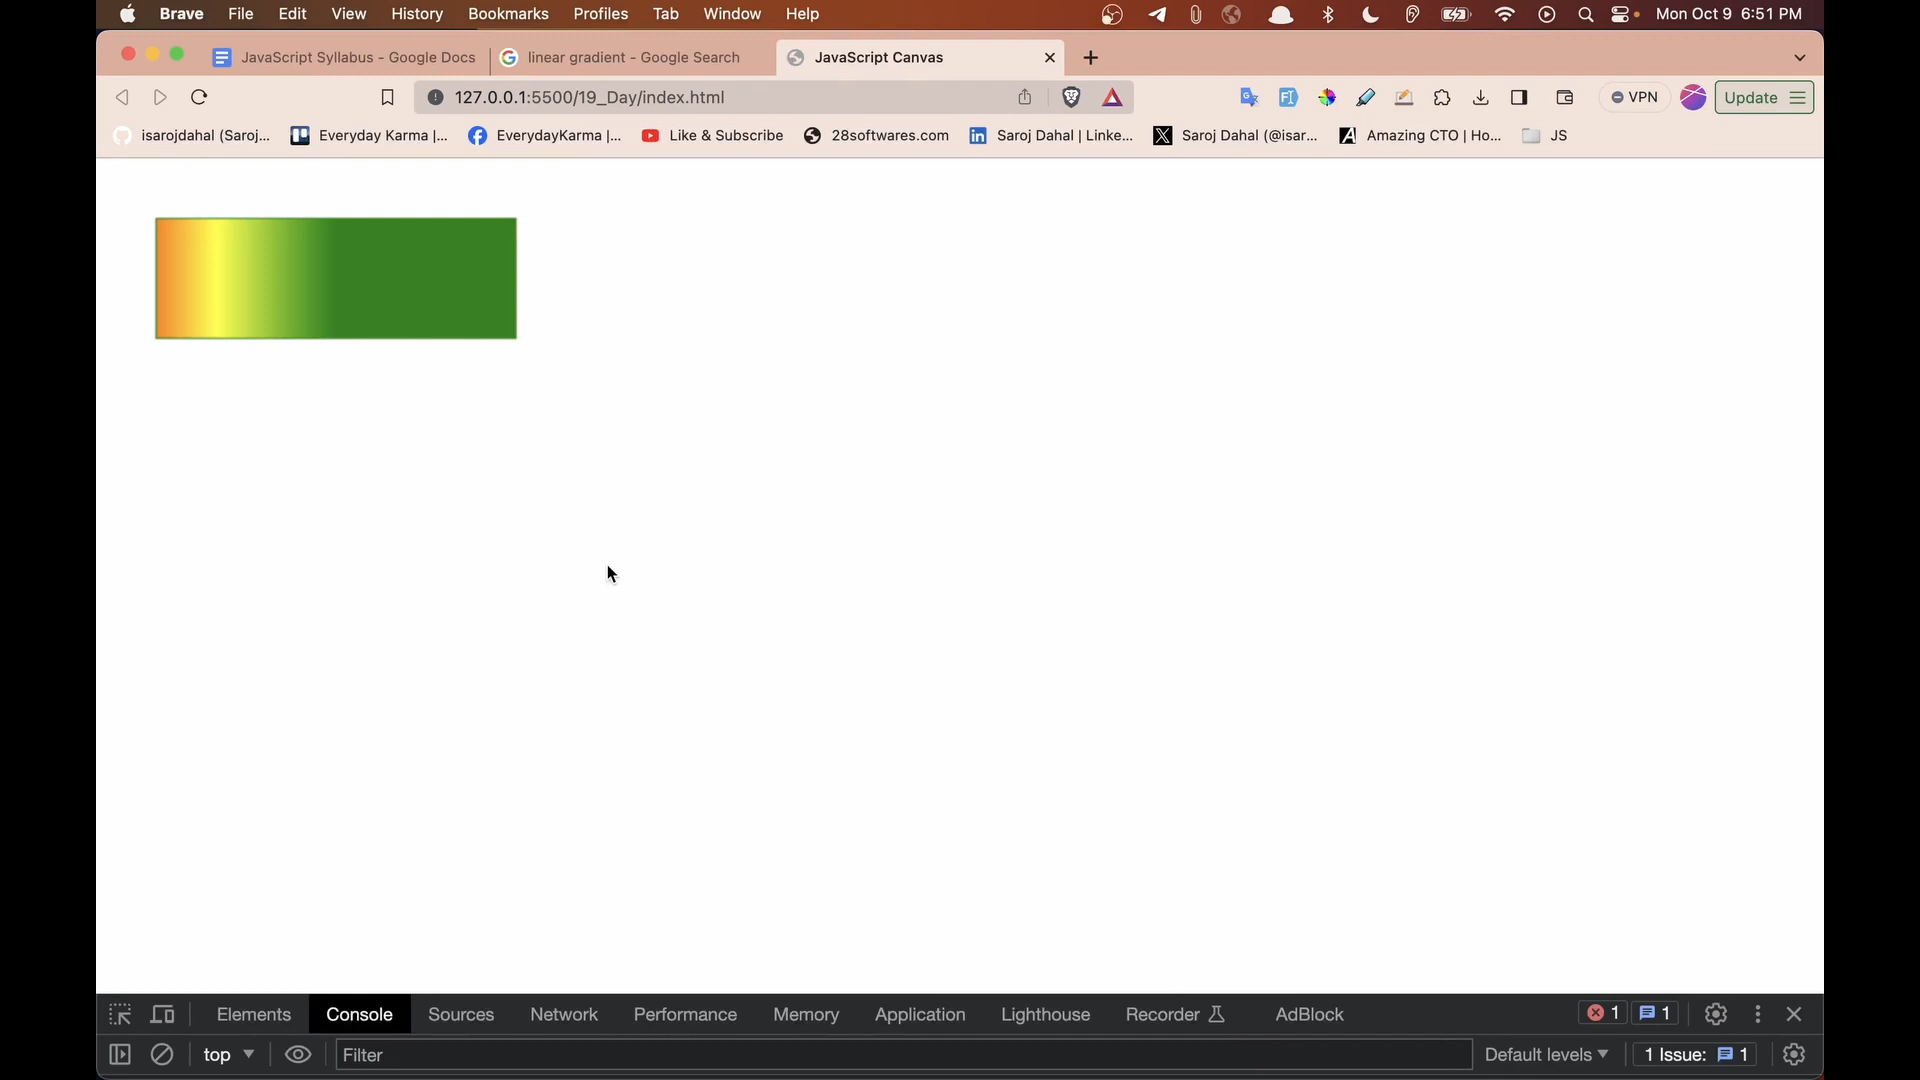 Brave File Edit View History Bookmarks Profiles Tab Window Help Mon Oct 9 6:51 PM
JavaScript Syllabus - Google Docs linear gradient - Google Search JavaScript Canvas
127.0.0.1:5500/19_Day/index.html VPN Update
isarojdahal (Saroj... Everyday Karma |... EverydayKarma |... Like & Subscribe 28softwares.com Saroj Dahal | Linke... Saroj Dahal (@isar... Amazing CTO | Ho... JS
Elements Console Sources Network Performance Memory Application Lighthouse Recorder AdBlock 1 1
top Filter Default levels 1 Issue: 1